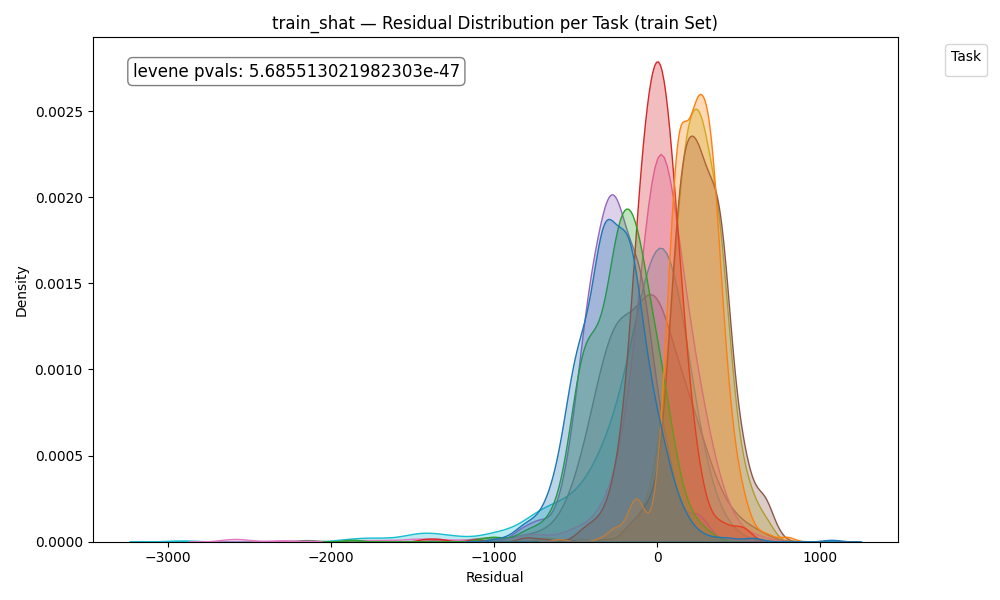 train_shat — Residual Distribution per Task (train Set)
levene pvals: 5.685513021982303e-47
Task
0.0025
0.0020
0.0015
0.0010
0.0005
0.0000
Density
−3000
−2000
−1000
0
1000
Residual